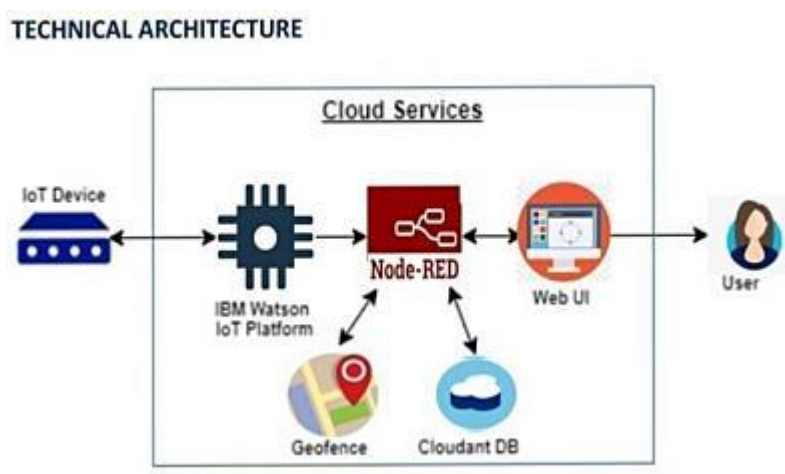 TECHNICAL ARCHITECTURE
Cloud Services
IoT Device
Node-RED
IBM Watson
IoT Platform
Web UI
User
Geofence
Cloudant DB